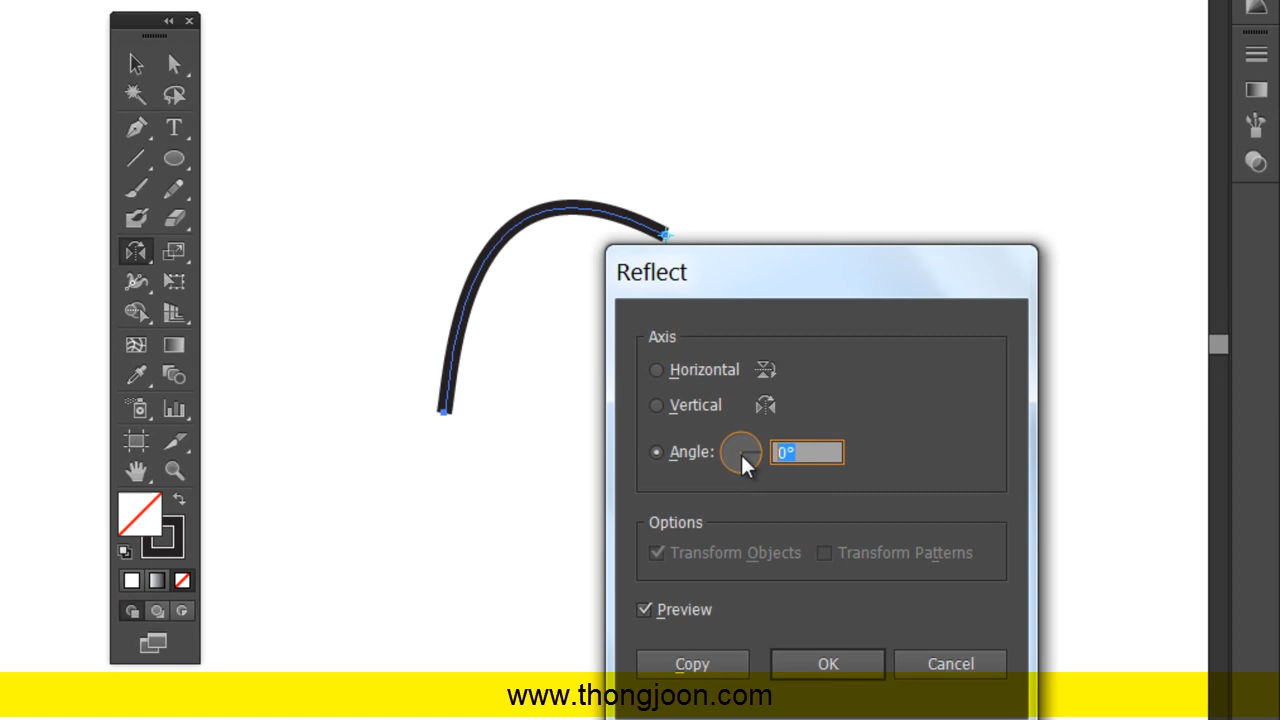 T
Reflect
Axis
Horizontal
Vertical
Angle: 0°
Options
Transform Objects Transform Patterns
Preview
Copy OK Cancel
www.thongjoon.com